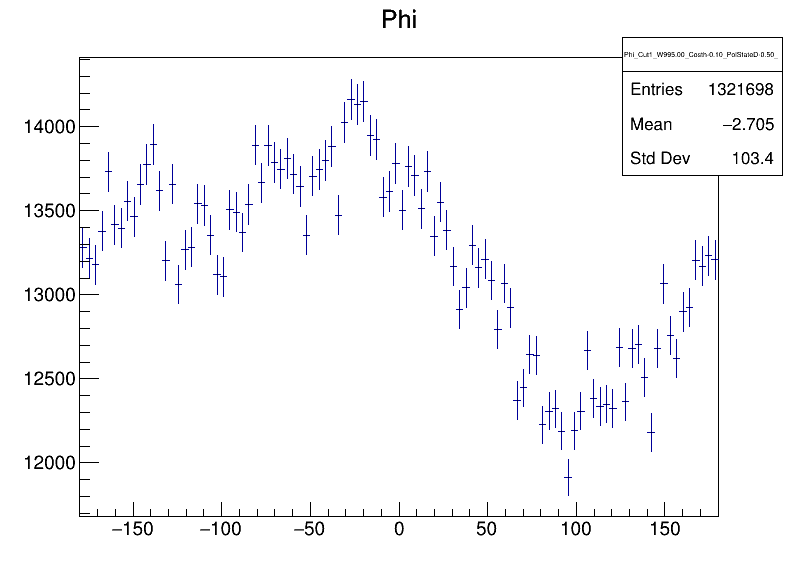 Phi
Phi_Cut1_W995.00_Costh-0.10_PolStateD-0.50_
Entries 1321698
Mean −2.705
Std Dev 103.4
14000
13500
13000
12500
12000
−150 −100 −50 0 50 100 150